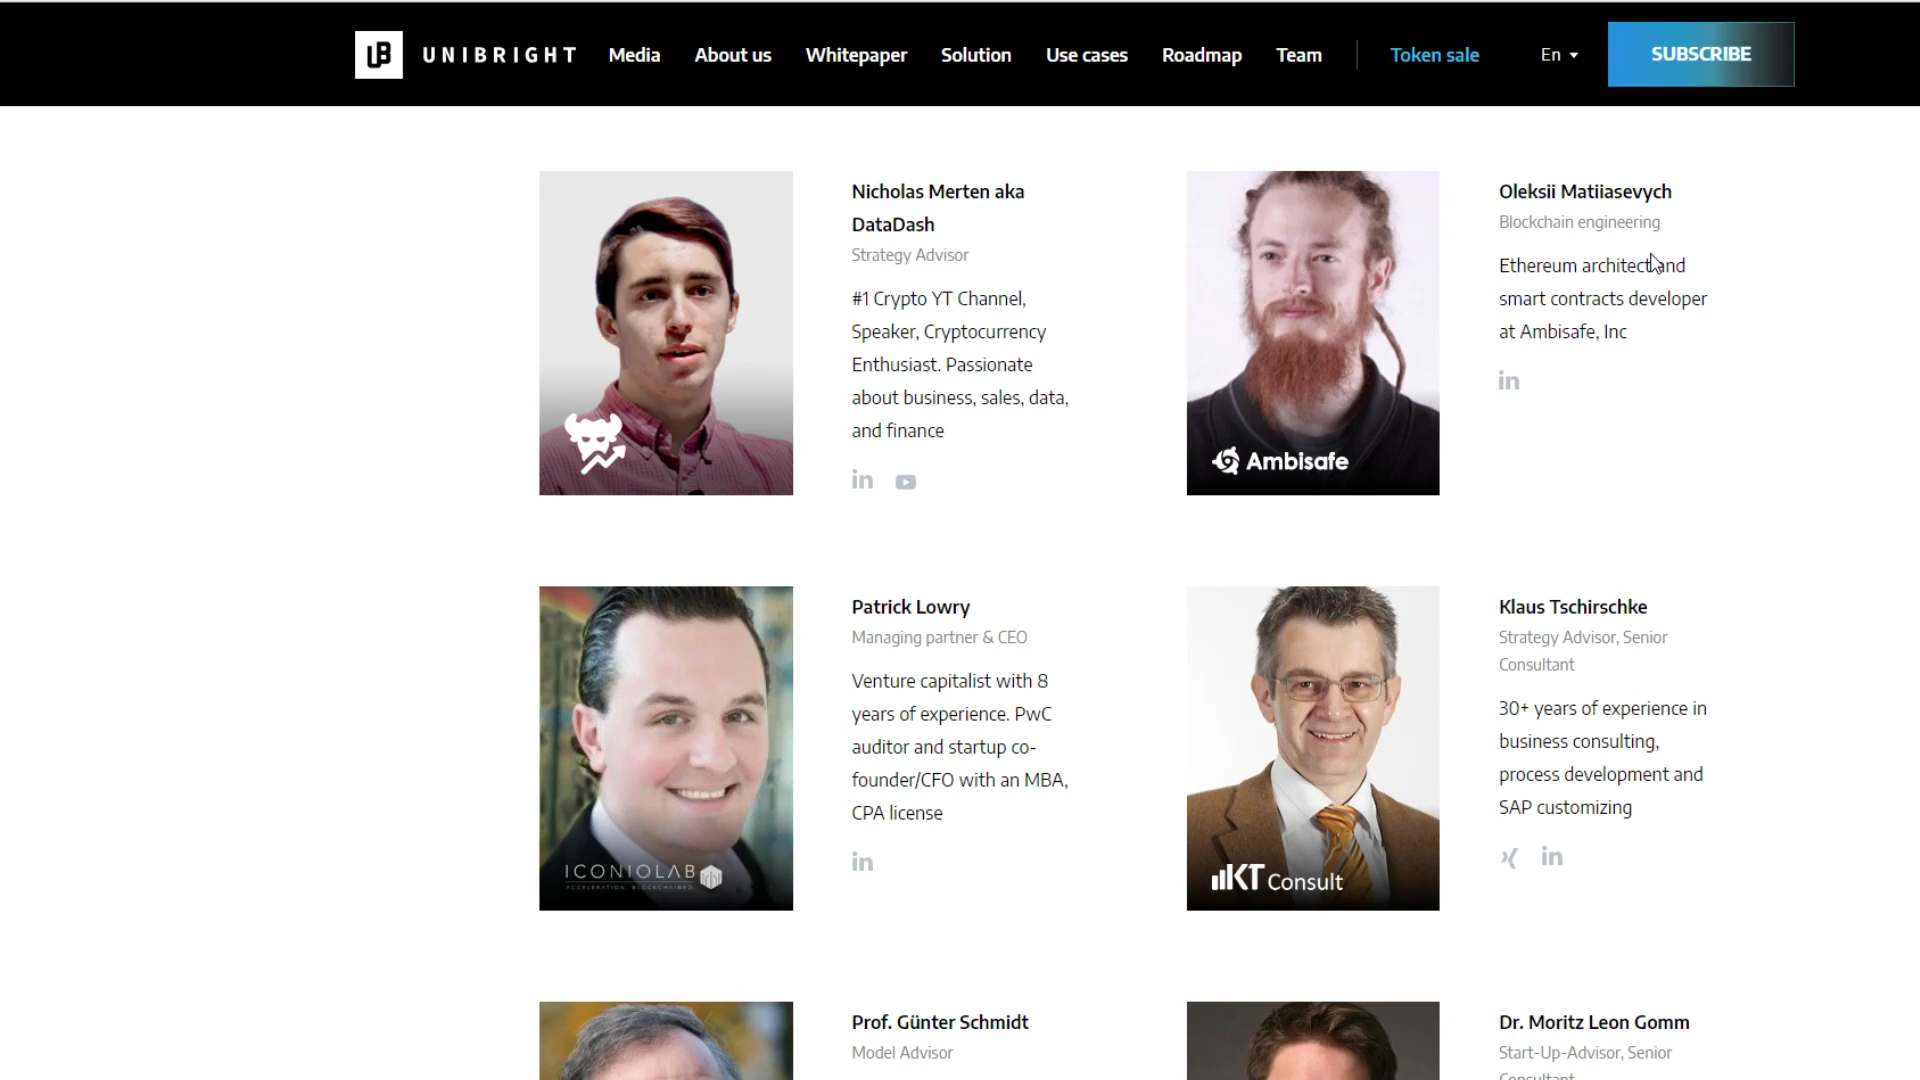 UNIBRIGHT Media About us Whitepaper Solution Use cases Roadmap Team Token sale En SUBSCRIBE
Nicholas Merten aka
DataDash
Strategy Advisor
#1 Crypto YT Channel,
Speaker, Cryptocurrency
Enthusiast. Passionate
about business, sales, data,
and finance
Oleksii Matiiasevych
Blockchain engineering
Ethereum architect and
smart contracts developer
at Ambisafe, Inc
Ambisafe
Patrick Lowry
Managing partner & CEO
Venture capitalist with 8
years of experience. PwC
auditor and startup co-
founder/CFO with an MBA,
CPA license
ICONIOLAB
ACCELERATION. BLOCKCHAINED.
Klaus Tschirschke
Strategy Advisor, Senior
Consultant
30+ years of experience in
business consulting,
process development and
SAP customizing
KT Consult
Prof. Günter Schmidt
Model Advisor
Dr. Moritz Leon Gomm
Start-Up-Advisor, Senior
Consultant